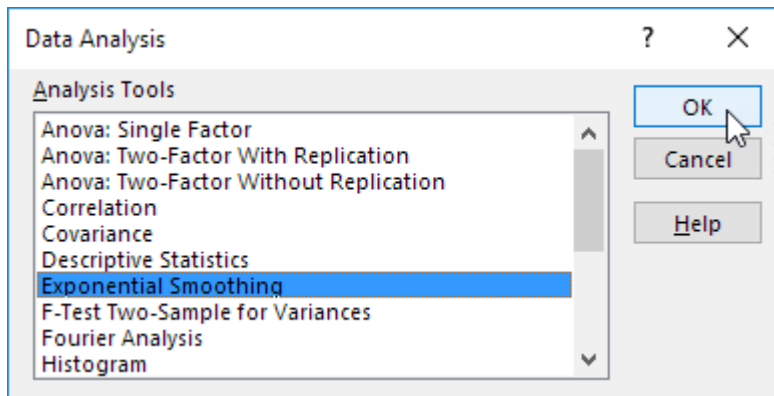 Data Analysis
?
Analysis Tools
Anova: Single Factor
Anova: Two-Factor With Replication
Anova: Two-Factor Without Replication
Correlation
Covariance
Descriptive Statistics
Exponential Smoothing
F-Test Two-Sample for Variances
Fourier Analysis
Histogram
OK
Cancel
Help